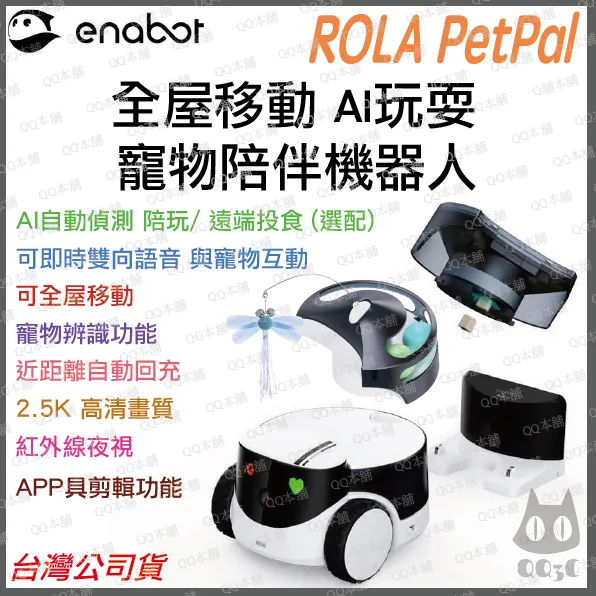 enabot
ROLA PetPal
全屋移動 AI玩耍
寵物陪伴機器人
AI自動偵測 陪玩/ 遠端投食 (選配)
可即時雙向語音 與寵物互動
可全屋移動
寵物辨識功能
近距離自動回充
2.5K 高清畫質
紅外線夜視
APP具剪輯功能
台灣公司貨
QQ3C
QQ本舖